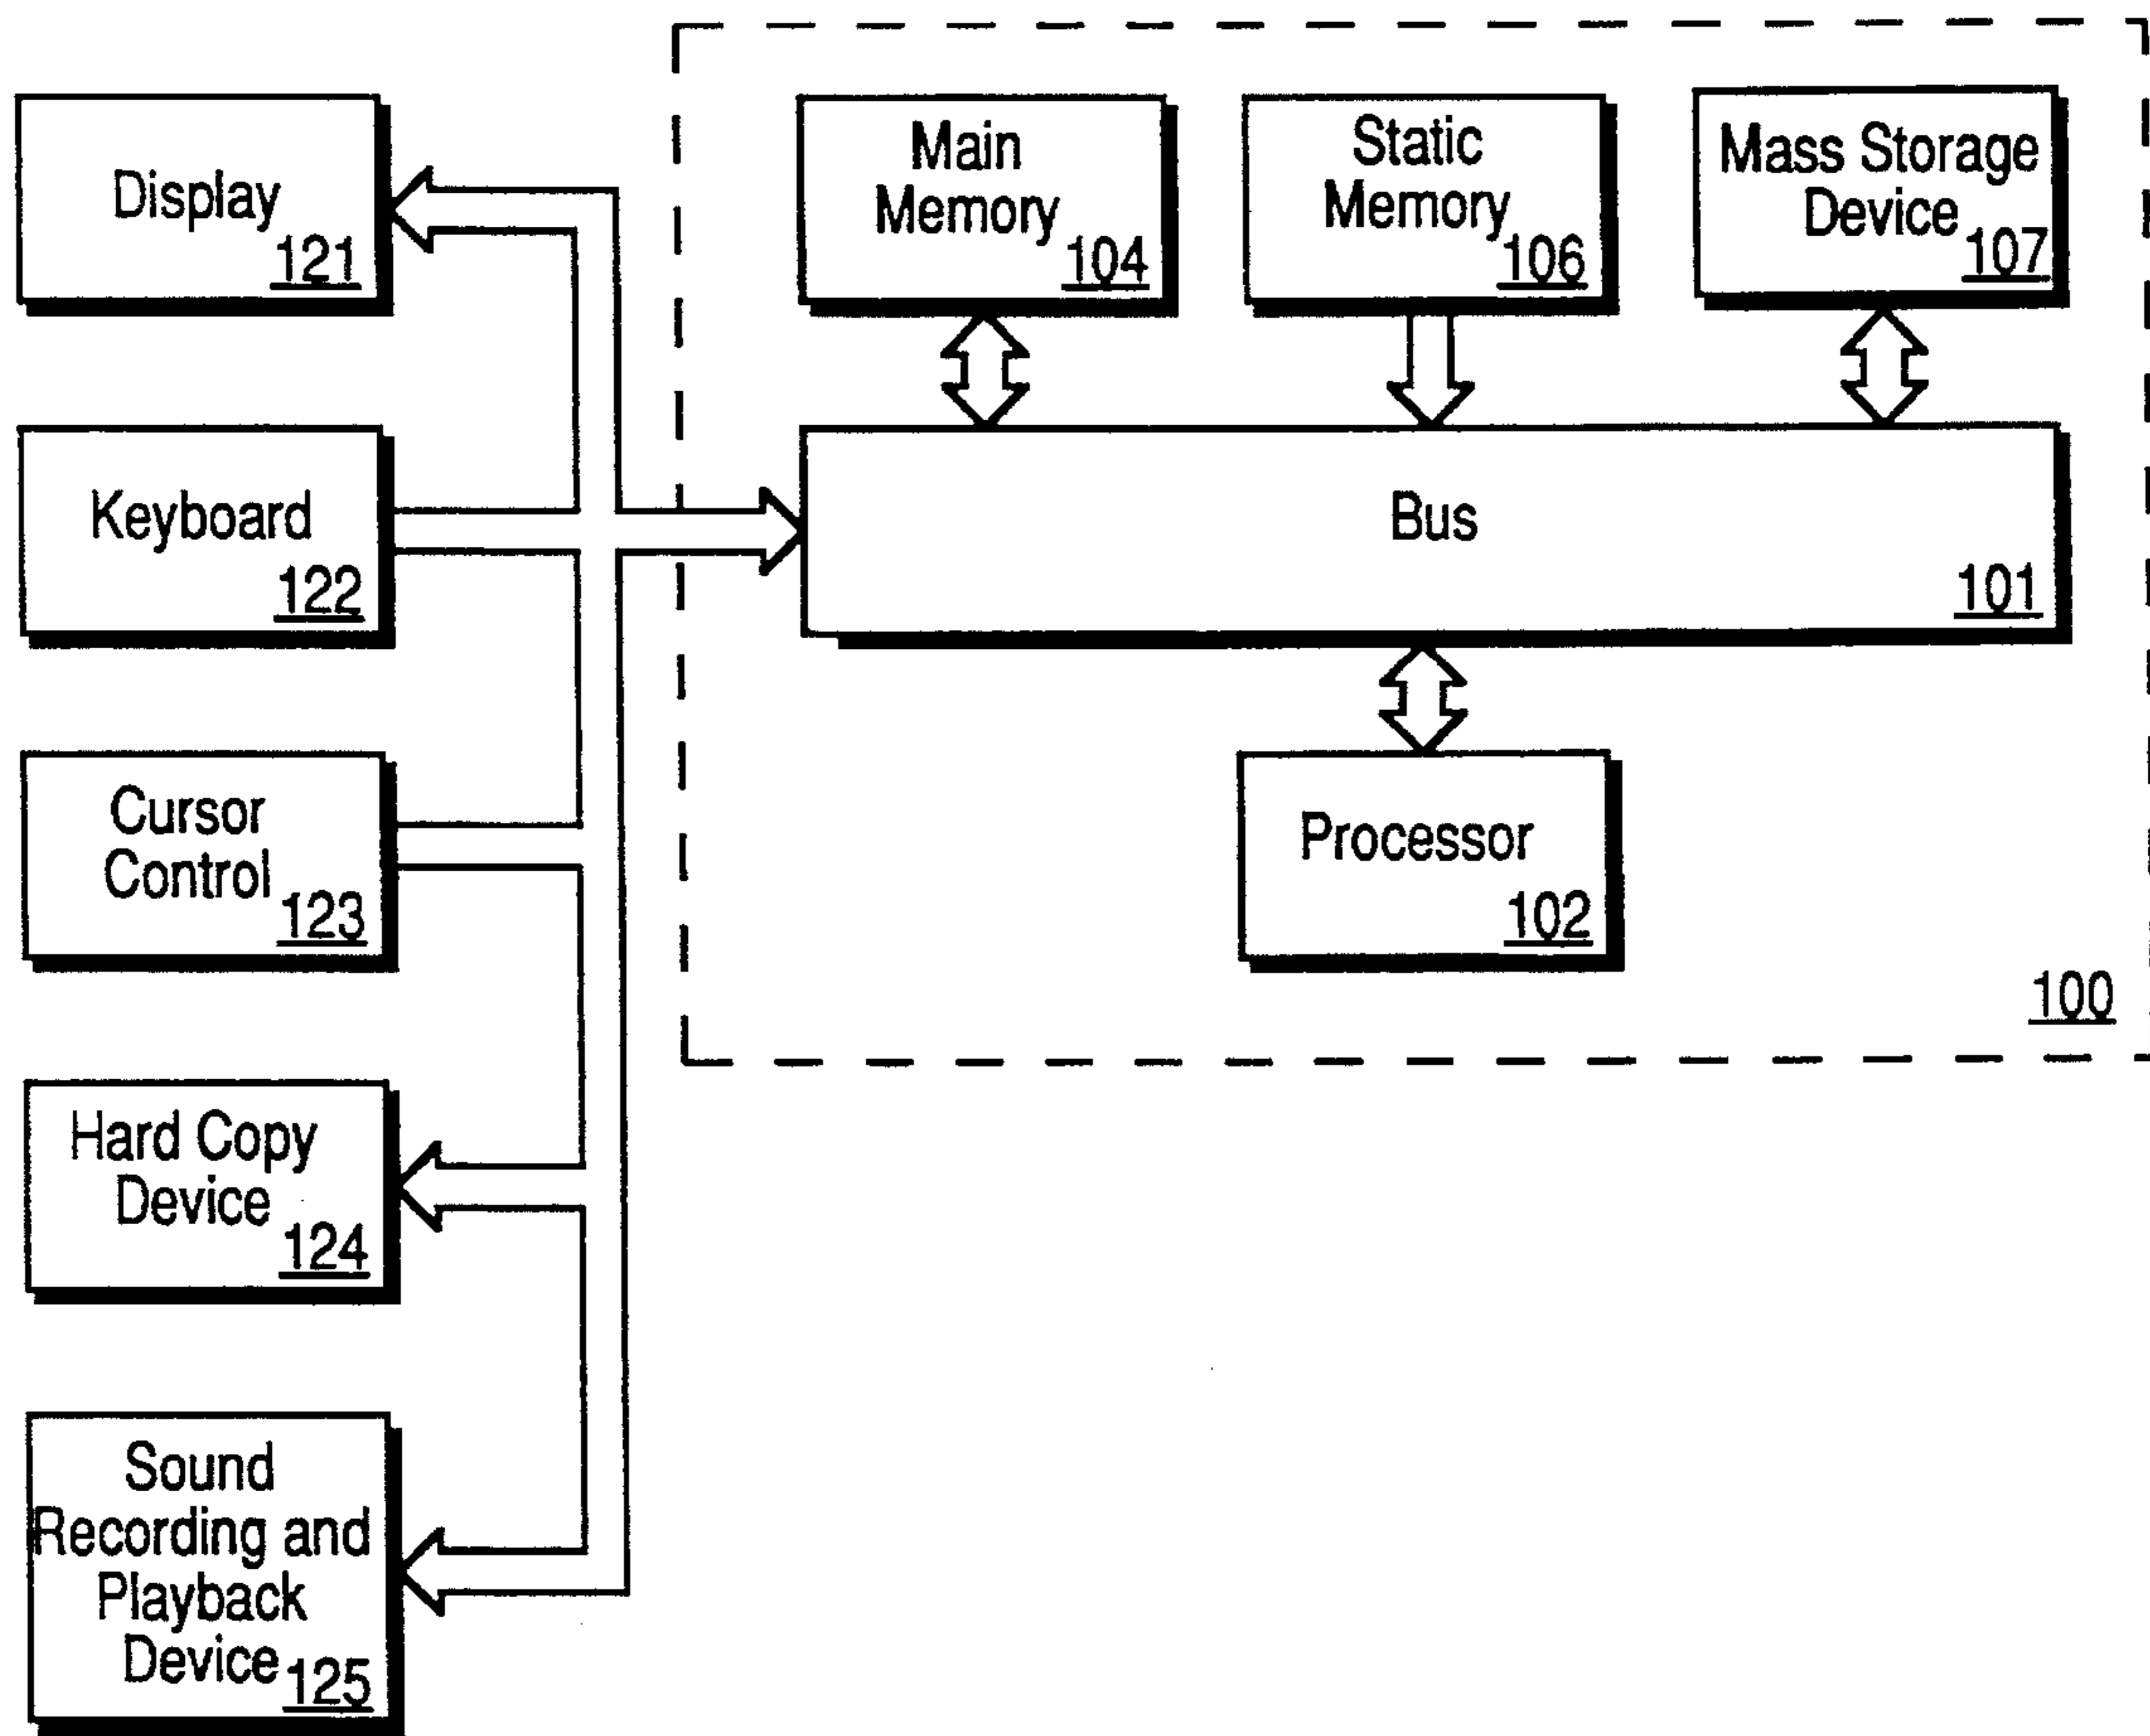 Display
121
Main
Memory
104
Static
Memory
106
Mass Storage
Device
107
Keyboard
122
Bus
101
Cursor
Control
123
Processor
102
100
Hard Copy
Device
124
Sound
Recording and
Playback
Device
125